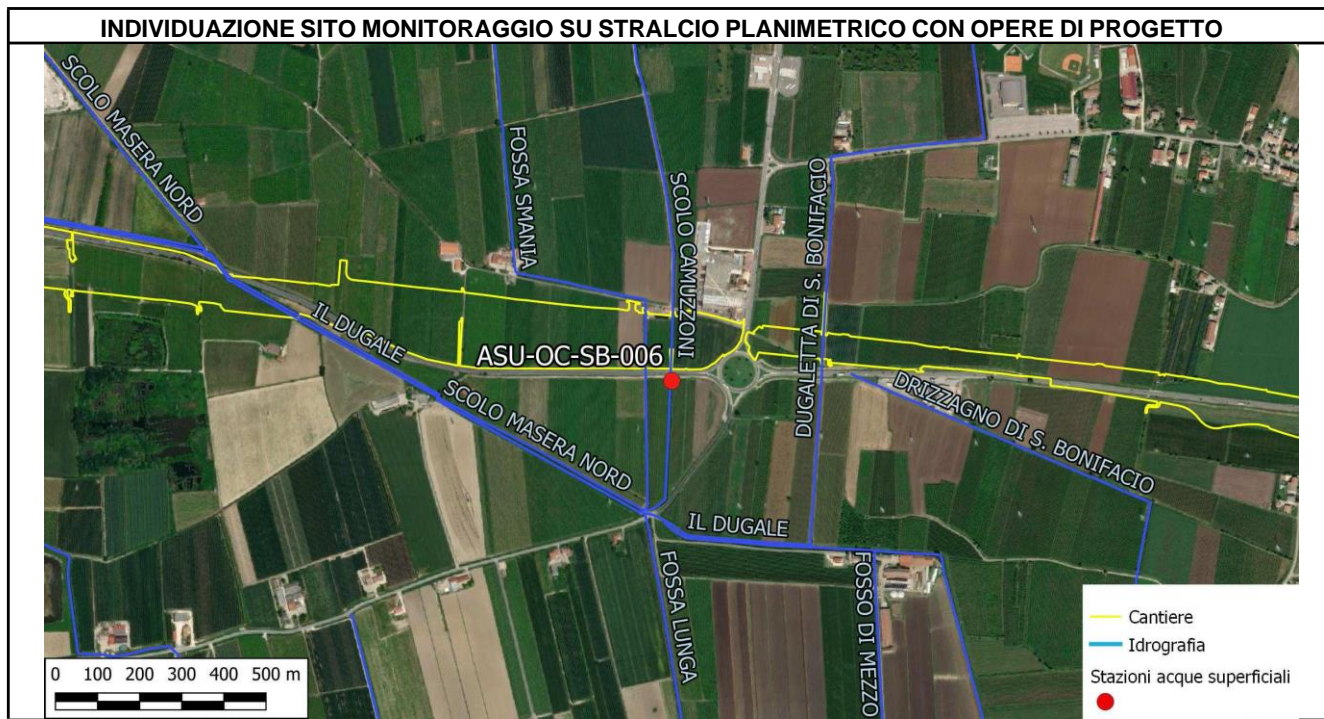 INDIVIDUAZIONE SITO MONITORAGGIO SU STRALCIO PLANIMETRICO CON OPERE DI PROGETTO
SCOLO MASERA NORD
FOSSA SMANIA
SCOLO CAMUZZONI
DUGALETTA DI S. BONIFACIO
IL DUGALE
ASU-OC-SB-006
SCOLO MASERA NORD
DRIZZAGNO DI S. BONIFACIO
IL DUGALE
FOSSA LUNGA
FOSSO DI MEZZO
0 100 200 300 400 500 m
Cantiere
Idrografia
Stazioni acque superficiali